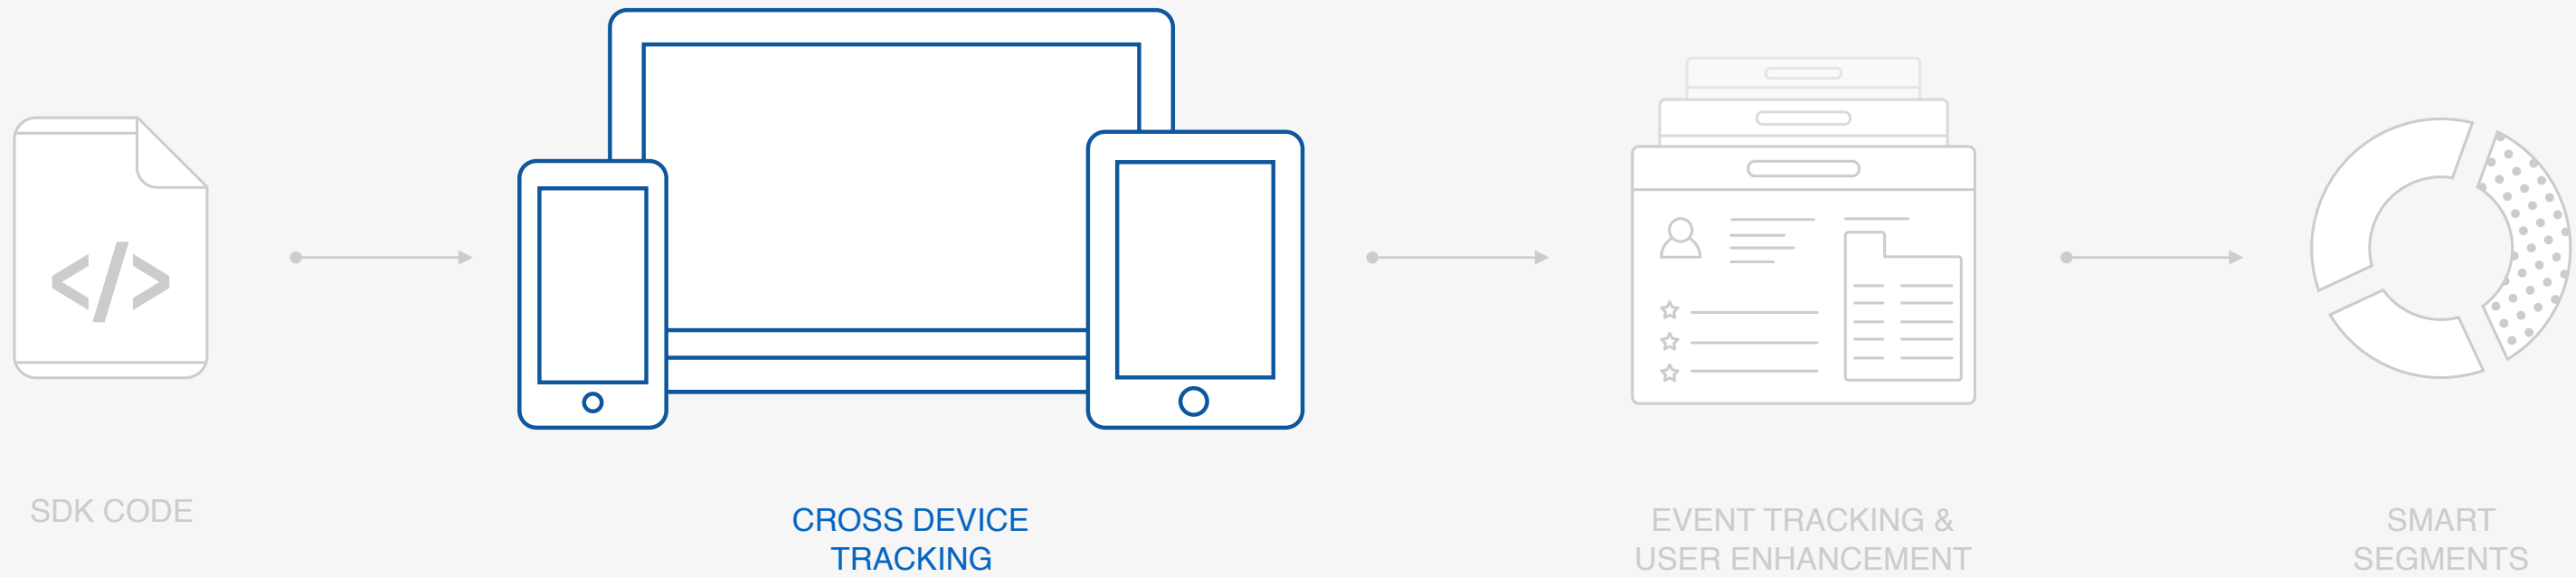 </>
SDK CODE
CROSS DEVICE
TRACKING
EVENT TRACKING &
USER ENHANCEMENT
SMART
SEGMENTS